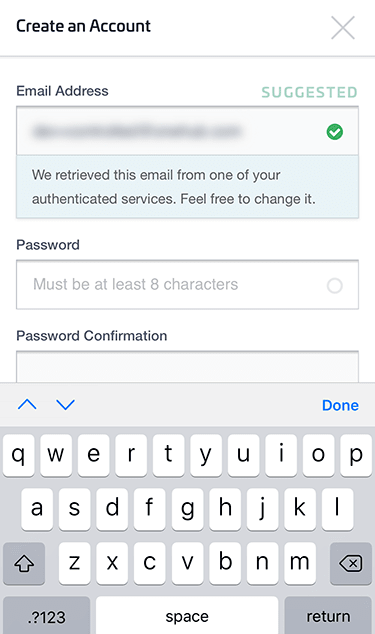 Create an Account
Email Address SUGGESTED
We retrieved this email from one of your
authenticated services. Feel free to change it.
Password
Must be at least 8 characters
Password Confirmation
Done
q w e r t y u i o p
a s d f g h j k l
z x c v b n m
.?123 space return